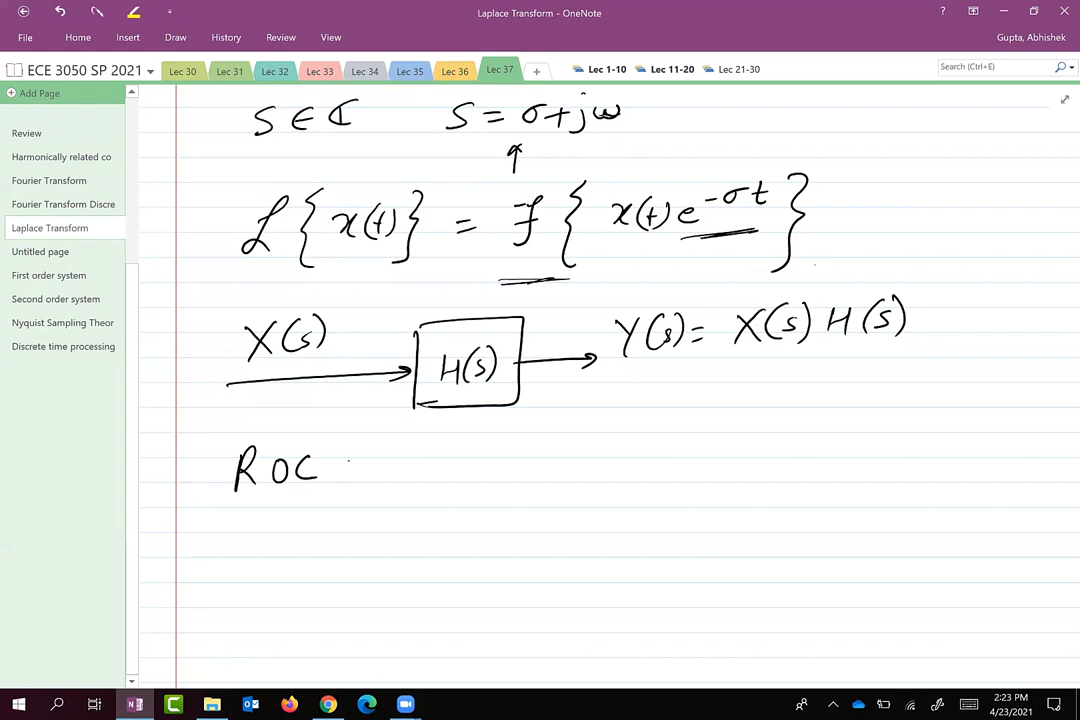 Laplace Transform - OneNote
?
File
Home
Insert
Draw
History
Review
View
Gupta, Abhishek
ECE 3050 SP 2021
Lec 30
Lec 31
Lec 32
Lec 33
Lec 34
Lec 35
Lec 36
Lec 37
Lec 1-10
Lec 11-20
Lec 21-30
Search (Ctrl+E)
Add Page
Review
Harmonically related co
Fourier Transform
Fourier Transform Discre
Laplace Transform
Untitled page
First order system
Second order system
Nyquist Sampling Theor
Discrete time processing
s ∈ ℂ s = σ+jω
ℒ{x(t)} = ℱ{x(t)e^{-σt}}
X(s) H(s) Y(s) = X(s) H(s)
ROC
2:23 PM
4/23/2021